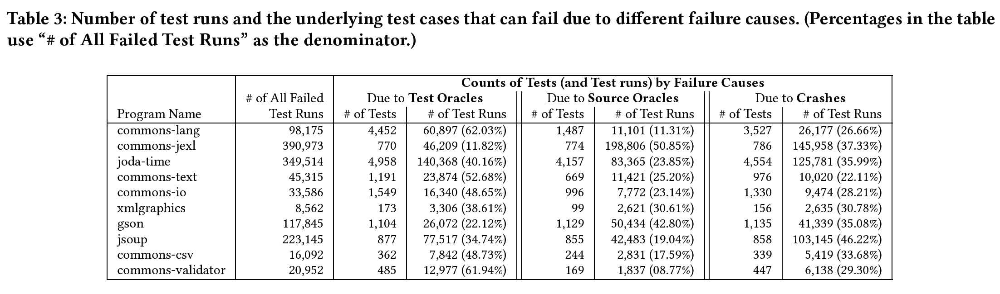 Table 3: Number of test runs and the underlying test cases that can fail due to different failure causes. (Percentages in the table
use “# of All Failed Test Runs” as the denominator.)
Counts of Tests (and Test runs) by Failure Causes
# of All Failed Due to Test Oracles Due to Source Oracles Due to Crashes
Program Name Test Runs # of Tests # of Test Runs # of Tests # of Test Runs # of Tests # of Test Runs
commons-lang 98,175 4,452 60,897 (62.03%) 1,487 11,101 (11.31%) 3,527 26,177 (26.66%)
commons-jexl 390,973 770 46,209 (11.82%) 774 198,806 (50.85%) 786 145,958 (37.33%)
joda-time 349,514 4,958 140,368 (40.16%) 4,157 83,365 (23.85%) 4,554 125,781 (35.99%)
commons-text 45,315 1,191 23,874 (52.68%) 669 11,421 (25.20%) 976 10,020 (22.11%)
commons-io 33,586 1,549 16,340 (48.65%) 996 7,772 (23.14%) 1,330 9,474 (28.21%)
xmlgraphics 8,562 173 3,306 (38.61%) 99 2,621 (30.61%) 156 2,635 (30.78%)
gson 117,845 1,104 26,072 (22.12%) 1,129 50,434 (42.80%) 1,135 41,339 (35.08%)
jsoup 223,145 877 77,517 (34.74%) 855 42,483 (19.04%) 858 103,145 (46.22%)
commons-csv 16,092 362 7,842 (48.73%) 244 2,831 (17.59%) 339 5,419 (33.68%)
commons-validator 20,952 485 12,977 (61.94%) 169 1,837 (08.77%) 447 6,138 (29.30%)